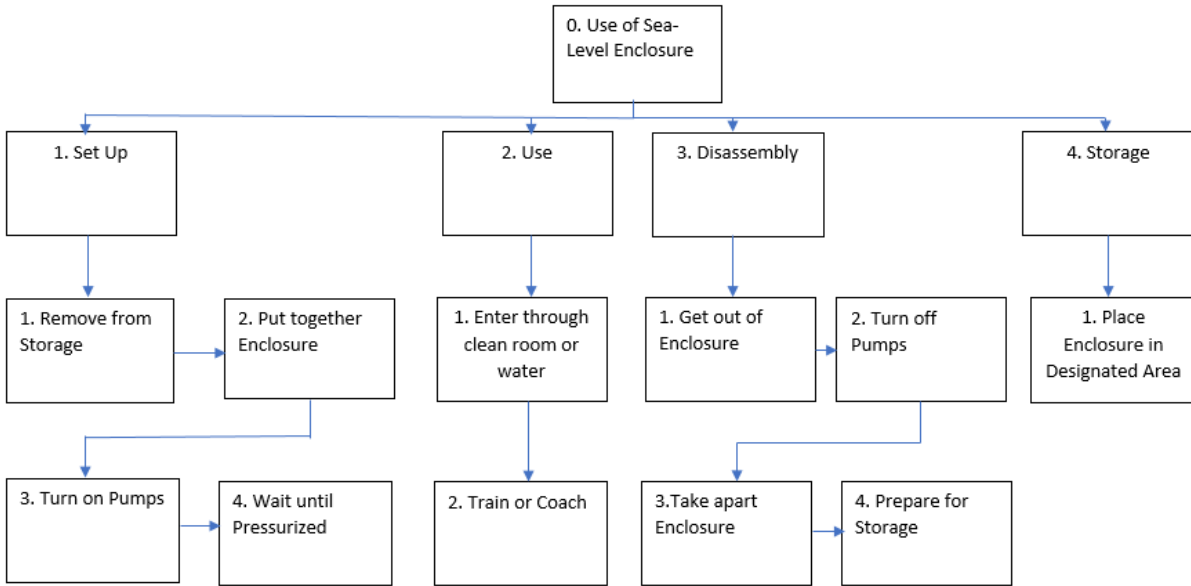 0. Use of Sea-
Level Enclosure
1. Set Up
2. Use
3. Disassembly
4. Storage
1. Remove from
Storage
2. Put together
Enclosure
1. Enter through
clean room or
water
1. Get out of
Enclosure
2. Turn off
Pumps
1. Place
Enclosure in
Designated Area
3. Turn on Pumps
4. Wait until
Pressurized
2. Train or Coach
3.Take apart
Enclosure
4. Prepare for
Storage